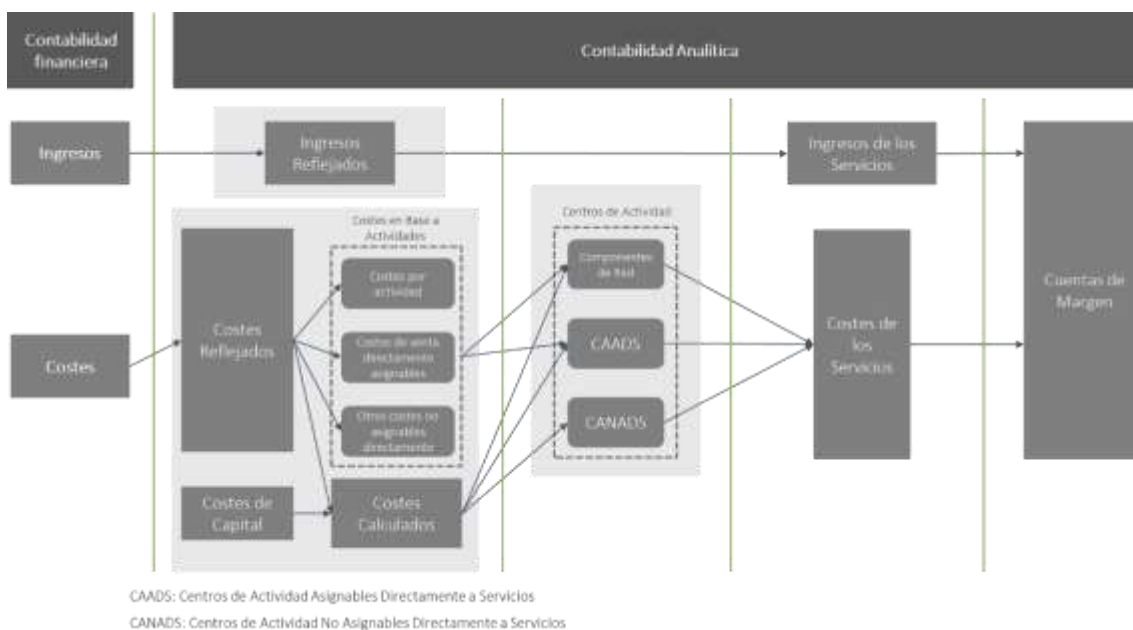 Contabilidad
financiera
Contabilidad Analítica
Ingresos
Ingresos
Reflejados
Ingresos de los
Servicios
Costes en Base a
Actividades
Centros de Actividad
Costes
Reflejados
Costes por
actividad
Costes de venta
directamente
asignables
Otros costes no
asignables
directamente
Componentes
de Red
CAADS
CANADS
Costes
Costes de
los
Servicios
Cuentas de
Margen
Costes de
Capital
Costes
Calculados
CAADS: Centros de Actividad Asignables Directamente a Servicios
CANADS: Centros de Actividad No Asignables Directamente a Servicios